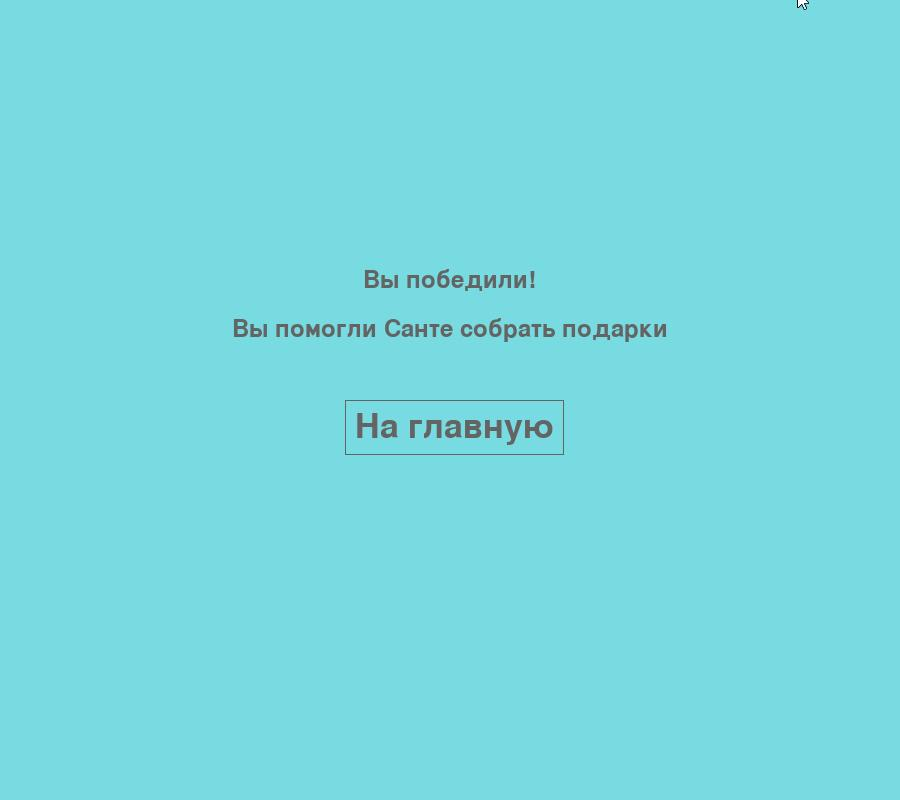 Вы победили!
Вы помогли Санте собрать подарки
На главную